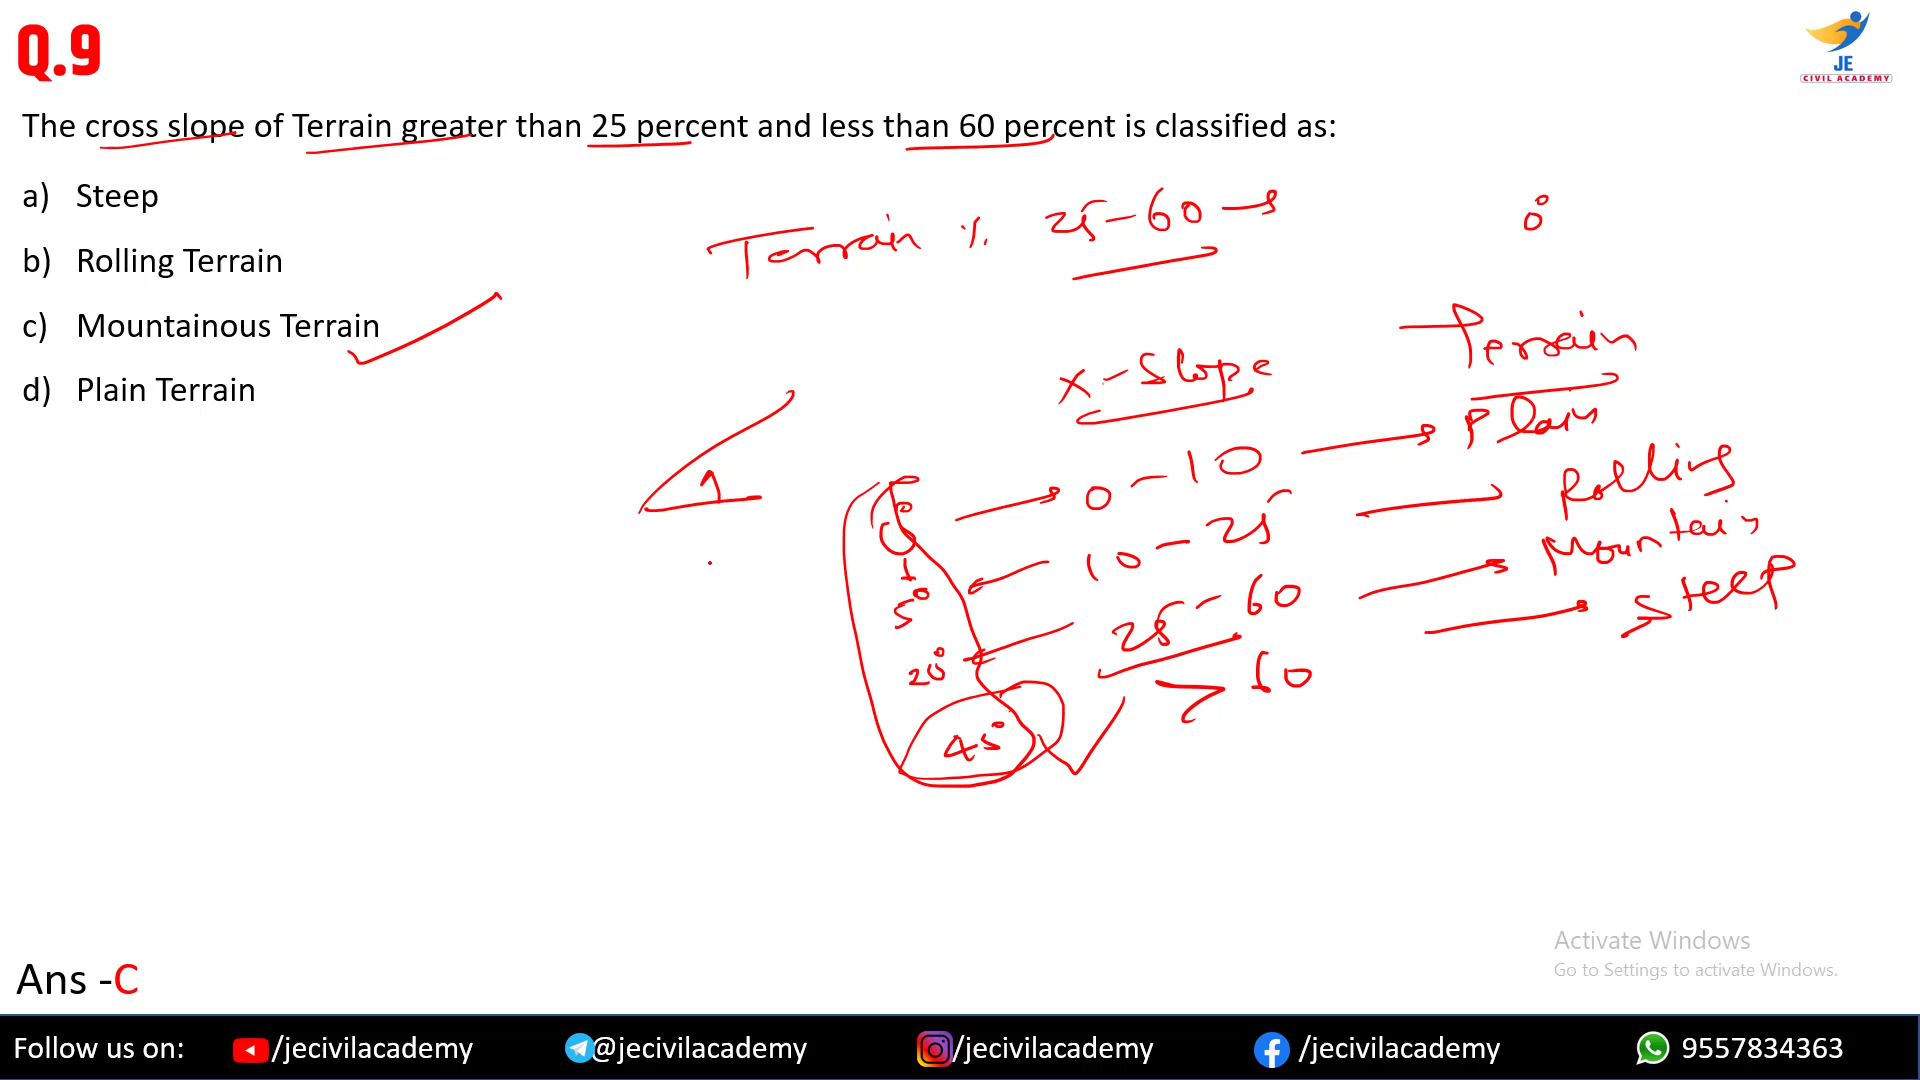 Q.9
JE
CIVIL ACADEMY
The cross slope of Terrain greater than 25 percent and less than 60 percent is classified as:
a) Steep
b) Rolling Terrain
c) Mountainous Terrain
d) Plain Terrain
Terrain % 25-60
0°
X-Slope Terrain
0-10 Plain
10-25 Rolling
25-60 Mountain
>60 Steep
5°
20°
45°
Activate Windows
Go to Settings to activate Windows.
Ans -C
Follow us on: /jecivilacademy @jecivilacademy /jecivilacademy /jecivilacademy 9557834363